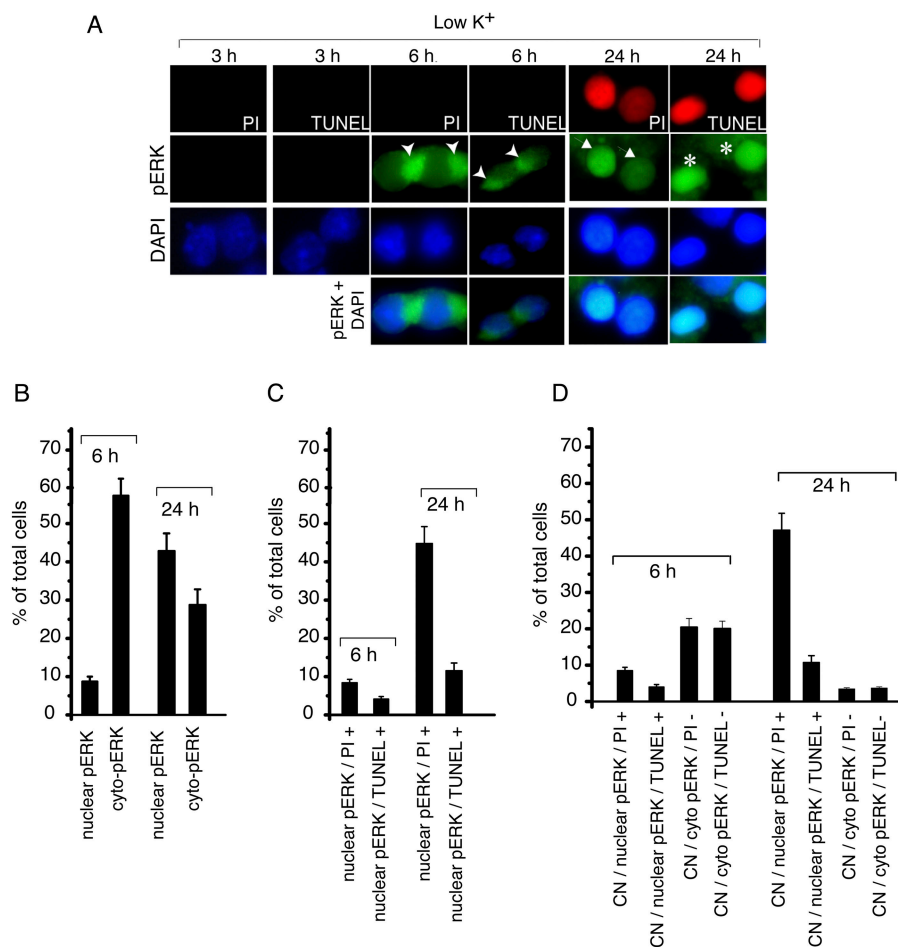 A
Low K+
3 h 3 h 6 h. 6 h 24 h 24 h
PI TUNEL PI TUNEL PI TUNEL
pERK
* *
DAPI
pERK +
DAPI
B
% of total cells
70
60
50
40
30
20
10
0
6 h
24 h
nuclear pERK
cyto-pERK
nuclear pERK
cyto-pERK
C
% of total cells
70
60
50
40
30
20
10
0
6 h
24 h
nuclear pERK / PI +
nuclear pERK / TUNEL +
nuclear pERK / PI +
nuclear pERK / TUNEL +
D
% of total cells
70
60
50
40
30
20
10
0
6 h
24 h
CN / nuclear pERK / PI +
CN / nuclear pERK / TUNEL +
CN / cyto pERK / PI -
CN / cyto pERK / TUNEL -
CN / nuclear pERK / PI +
CN / nuclear pERK / TUNEL +
CN / cyto pERK / PI -
CN / cyto pERK / TUNEL-